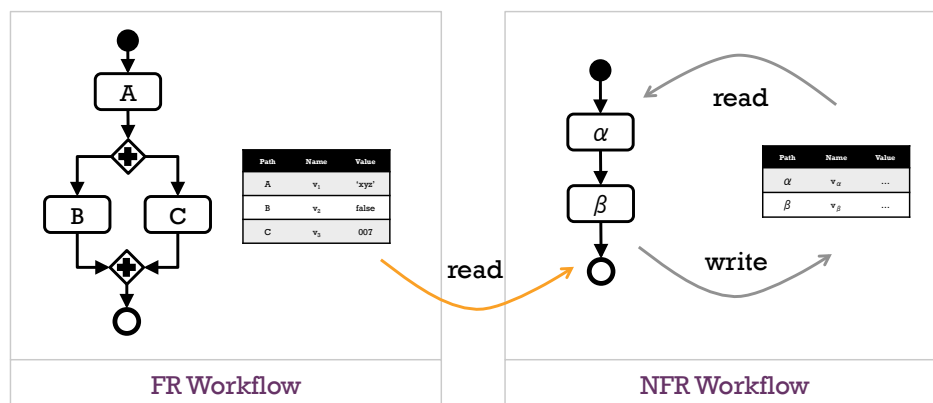 A
B C
Path Name Value
A v₁ 'xyz'
B v₂ false
C v₃ 007
FR Workflow
read
α
β
read
Path Name Value
α vα ...
β vᵦ ...
write
NFR Workflow